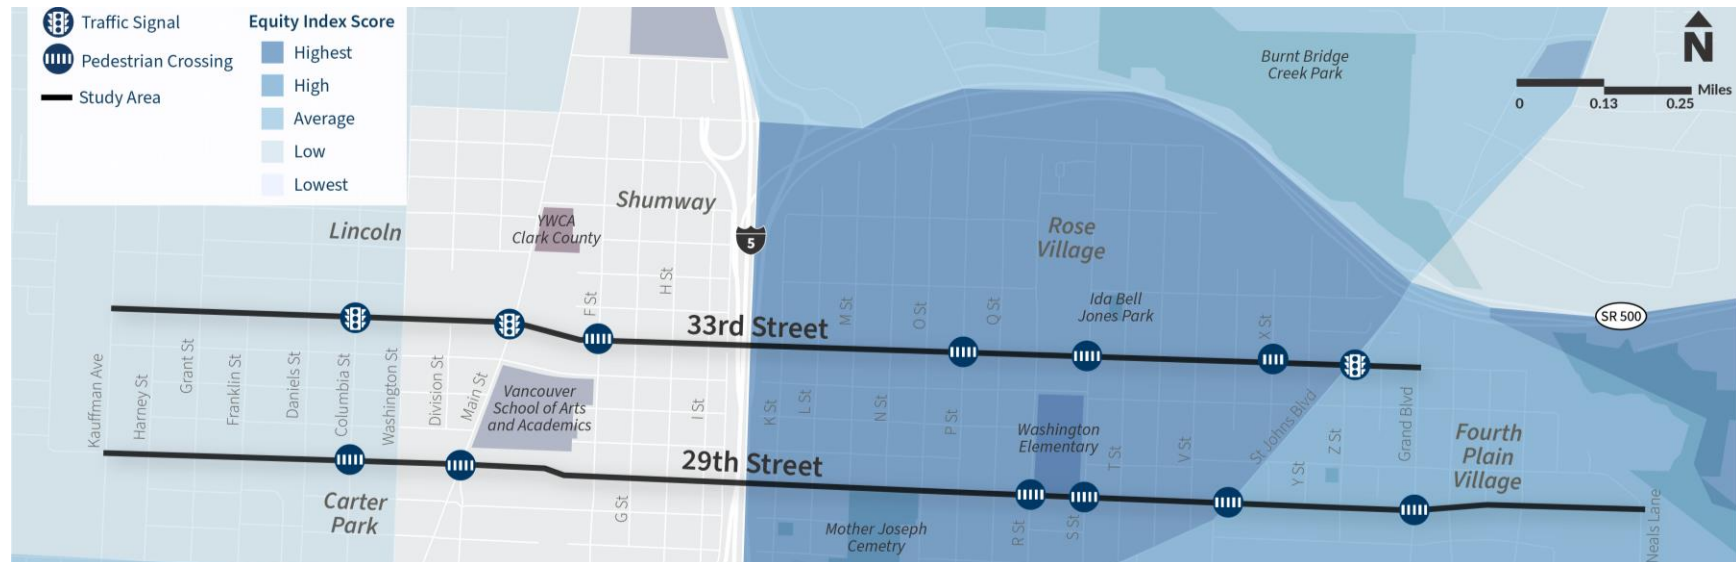 Traffic Signal
Pedestrian Crossing
Study Area
Equity Index Score
Highest
High
Average
Low
Lowest
Burnt Bridge
Creek Park
N
Miles
0
0.13
0.25
Lincoln
YWCA
Clark County
Shumway
5
Rose
Village
Ida Bell
Jones Park
SR 500
F St
H St
M St
O St
Q St
X St
33rd Street
Kauffman Ave
Harney St
Grant St
Franklin St
Daniels St
Columbia St
Washington St
Division St
Main St
Vancouver
School of Arts
and Academics
I St
K St
L St
N St
P St
Washington
Elementary
T St
V St
St Johns Blvd
Y St
Z St
Grand Blvd
Fourth
Plain
Village
29th Street
Carter
Park
G St
Mother Joseph
Cemetry
R St
S St
Neals Lane